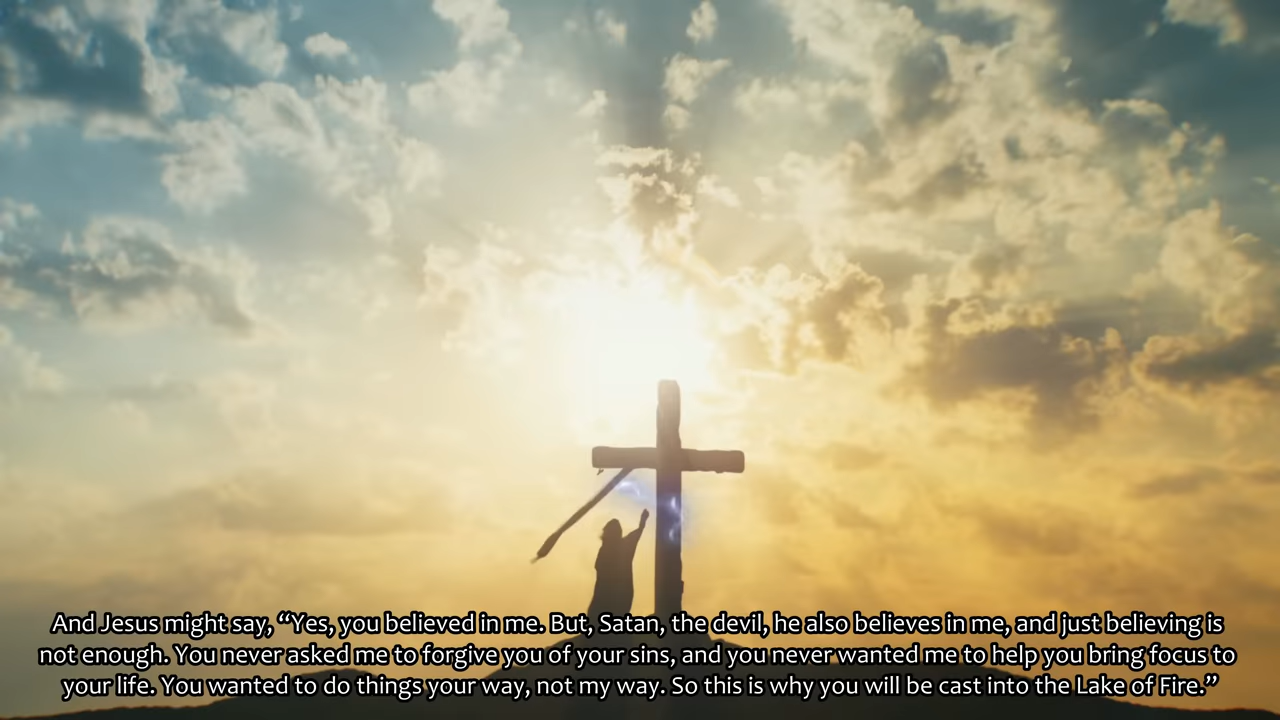 And Jesus might say, “Yes, you believed in me. But, Satan, the devil, he also believes in me, and just believing is
not enough. You never asked me to forgive you of your sins, and you never wanted me to help you bring focus to
your life. You wanted to do things your way, not my way. So this is why you will be cast into the Lake of Fire.”